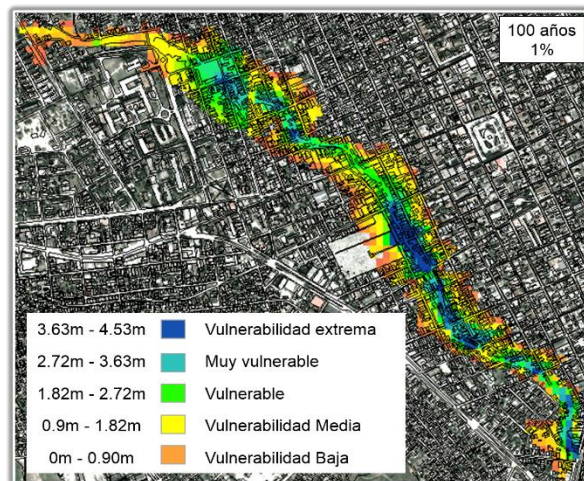 100 años
1%
3.63m - 4.53m Vulnerabilidad extrema
2.72m - 3.63m Muy vulnerable
1.82m - 2.72m Vulnerable
0.9m - 1.82m Vulnerabilidad Media
0m - 0.90m Vulnerabilidad Baja